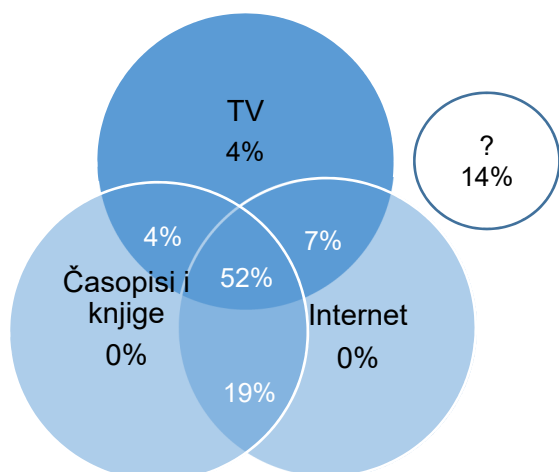 TV
4%
?
14%
4%
7%
52%
Časopisi i
knjige
0%
Internet
0%
19%